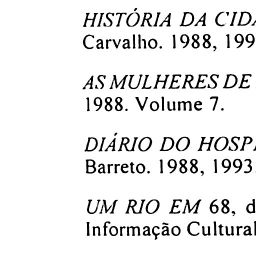 HISTÓRIA DA CIDA
Carvalho. 1988, 199
AS MULHERES DE
1988. Volume 7.
DIÁRIO DO HOSP
Barreto. 1988, 1993
UM RIO EM 68, d
Informação Cultural